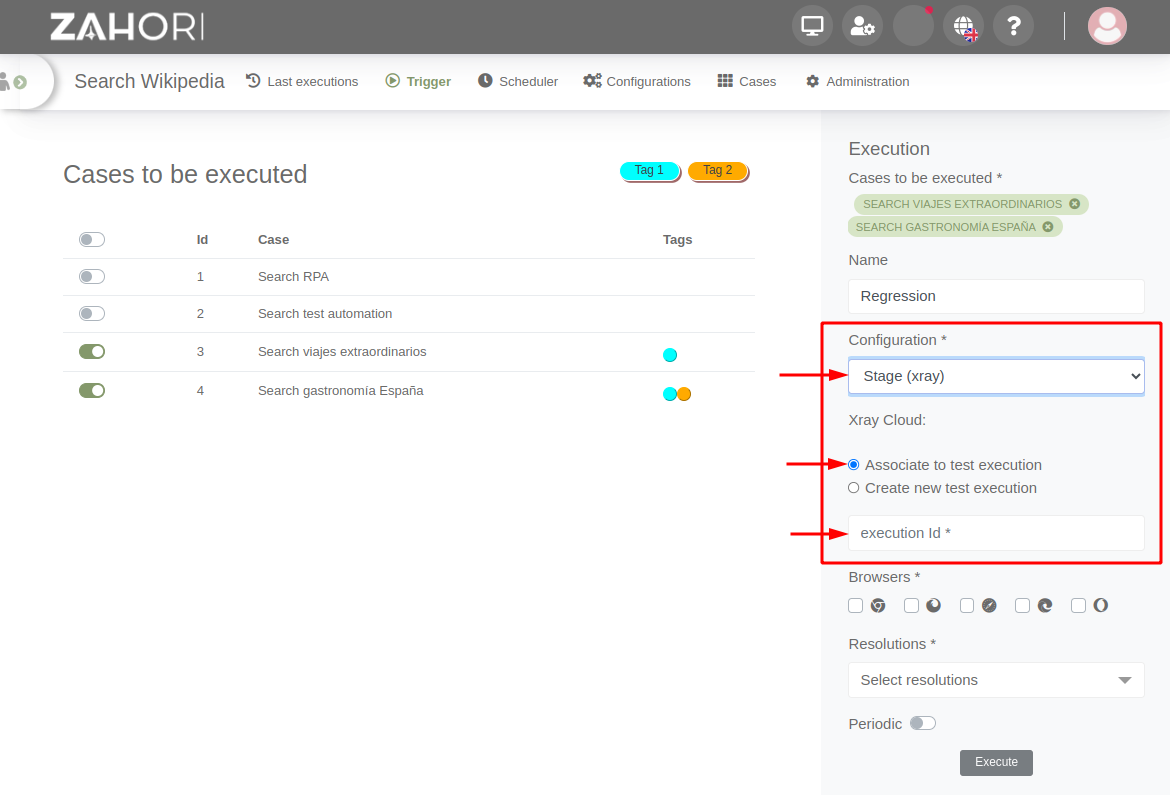 ZAHORI
?
Search Wikipedia Last executions Trigger Scheduler Configurations Cases Administration
Cases to be executed
Tag 1 Tag 2
Id Case Tags
1 Search RPA
2 Search test automation
3 Search viajes extraordinarios
4 Search gastronomía España
Execution
Cases to be executed *
SEARCH VIAJES EXTRAORDINARIOS
SEARCH GASTRONOMÍA ESPAÑA
Name
Regression
Configuration *
Stage (xray)
Xray Cloud:
Associate to test execution
Create new test execution
execution Id *
Browsers *
Resolutions *
Select resolutions
Periodic
Execute